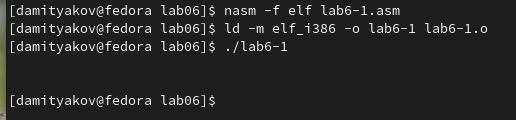 [damityakov@fedora lab06]$ nasm -f elf lab6-1.asm
[damityakov@fedora lab06]$ ld -m elf_i386 -o lab6-1 lab6-1.o
[damityakov@fedora lab06]$ ./lab6-1
[damityakov@fedora lab06]$